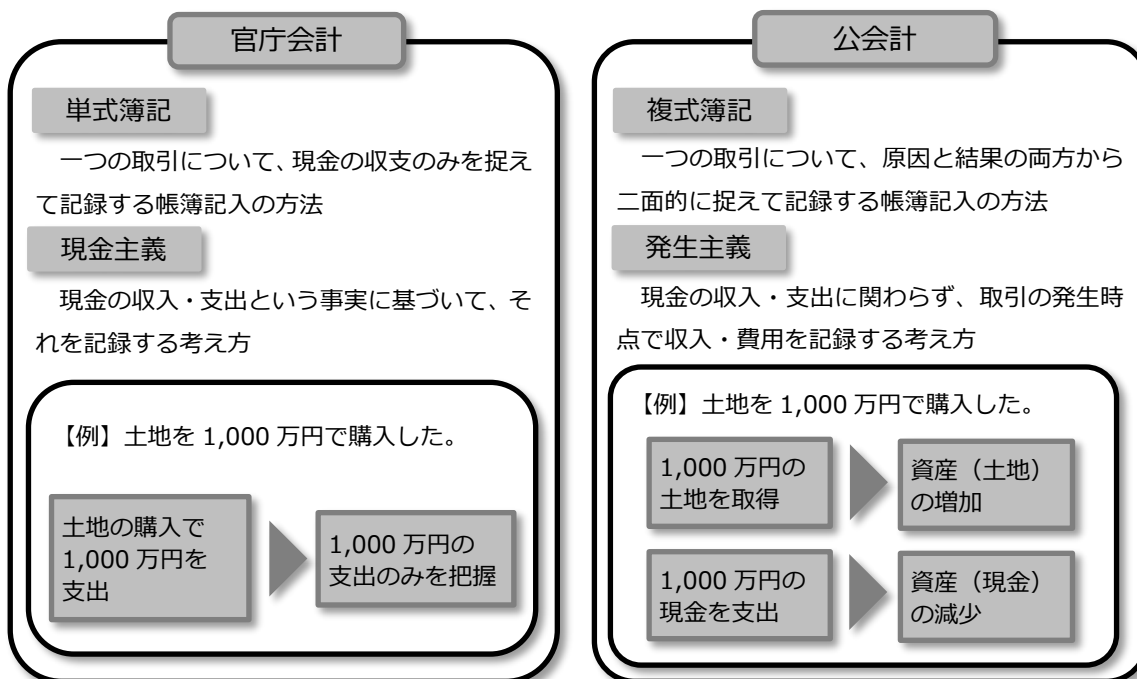 官庁会計
単式簿記
一つの取引について、現金の収支のみを捉え
て記録する帳簿記入の方法
現金主義
現金の収入・支出という事実に基づいて、そ
れを記録する考え方
【例】土地を 1,000 万円で購入した。
土地の購入で
1,000 万円を
支出
1,000 万円の
支出のみを把握
公会計
複式簿記
一つの取引について、原因と結果の両方から
二面的に捉えて記録する帳簿記入の方法
発生主義
現金の収入・支出に関わらず、取引の発生時
点で収入・費用を記録する考え方
【例】土地を 1,000 万円で購入した。
1,000 万円の
土地を取得
資産（土地）
の増加
1,000 万円の
現金を支出
資産（現金）
の減少